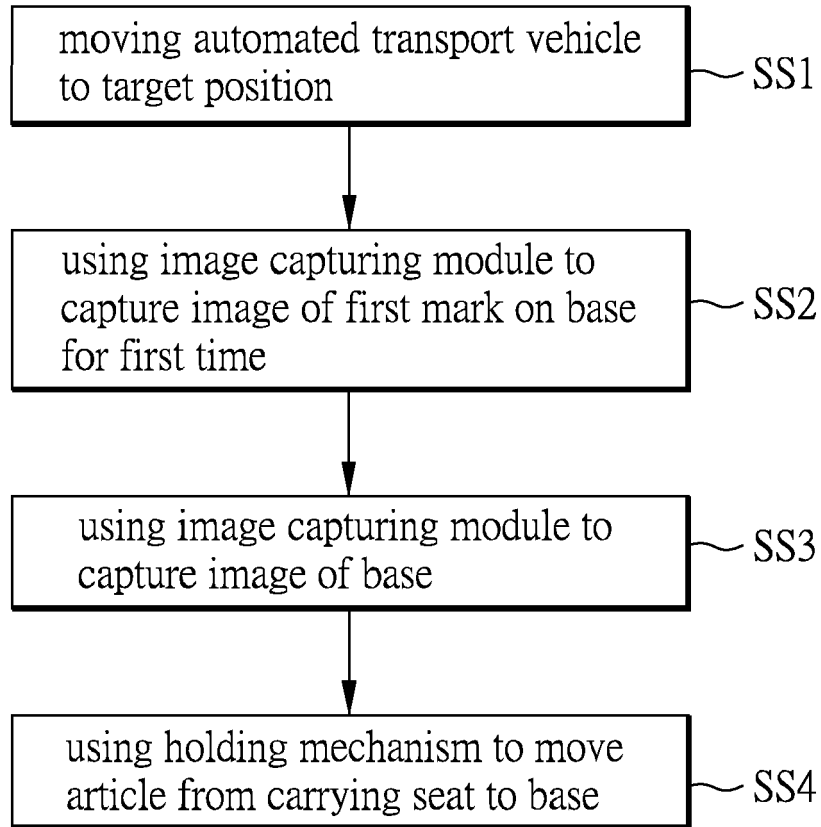 moving automated transport vehicle
to target position
SS1
using image capturing module to
capture image of first mark on base
for first time
SS2
using image capturing module to
capture image of base
SS3
using holding mechanism to move
article from carrying seat to base
SS4